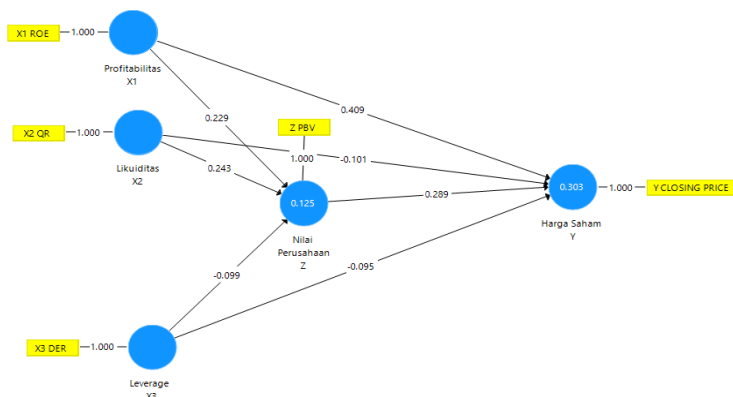 X1 ROE
1.000
Profitabilitas
X1
0.409
0.229
Z PBV
X2 QR
1.000
1.000
-0.101
Likuiditas
X2
0.243
0.125
0.289
0.303
1.000
Y CLOSING PRICE
Nilai
Perusahaan
Z
Harga Saham
Y
-0.099
-0.095
X3 DER
1.000
Leverage
X3